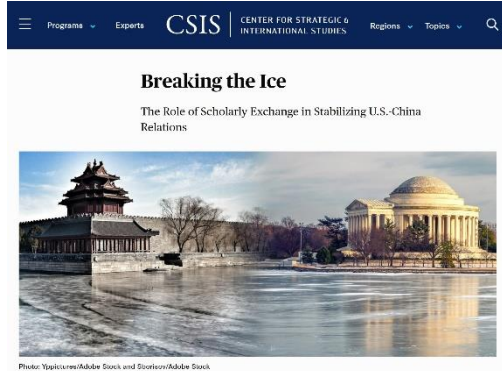 Programs
Experts
CSIS
CENTER FOR STRATEGIC &
INTERNATIONAL STUDIES
Regions
Topics
Breaking the Ice
The Role of Scholarly Exchange in Stabilizing U.S.-China
Relations
Photo: Yppictures/Adobe Stock and Sborisov/Adobe Stock